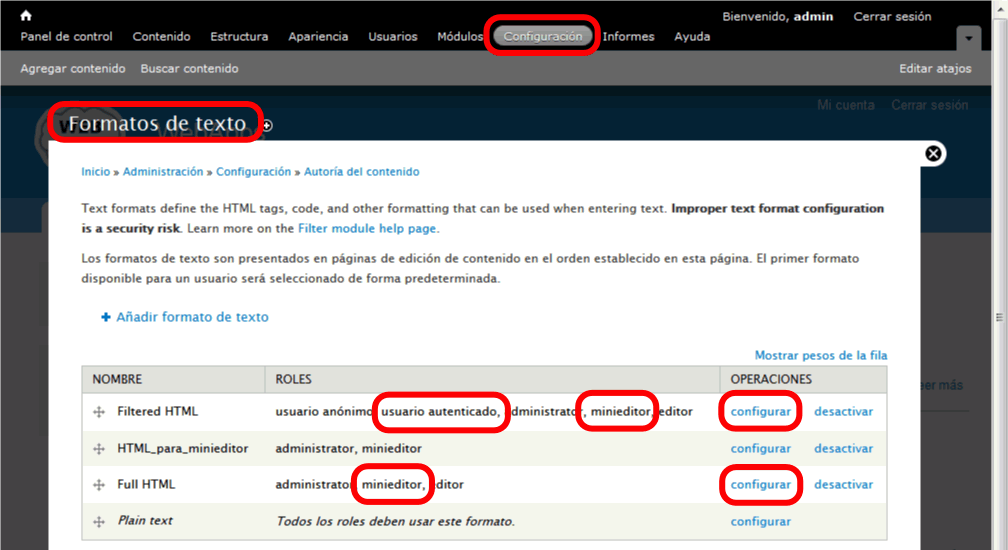 Bienvenido, admin Cerrar sesión
Panel de control Contenido Estructura Apariencia Usuarios Módulos Configuración Informes Ayuda
Agregar contenido Buscar contenido Editar atajos
Mi cuenta Cerrar sesión
Formatos de texto
Inicio » Administración » Configuración » Autoría del contenido
Text formats define the HTML tags, code, and other formatting that can be used when entering text. Improper text format configuration
is a security risk. Learn more on the Filter module help page.
Los formatos de texto son presentados en páginas de edición de contenido en el orden establecido en esta página. El primer formato
disponible para un usuario será seleccionado de forma predeterminada.
+ Añadir formato de texto
Mostrar pesos de la fila
NOMBRE ROLES OPERACIONES
Filtered HTML usuario anónimo, usuario autenticado, administrator, minieditor, editor configurar desactivar
HTML_para_minieditor administrator, minieditor configurar desactivar
Full HTML administrator, minieditor, editor configurar desactivar
Plain text Todos los roles deben usar este formato. configurar
más